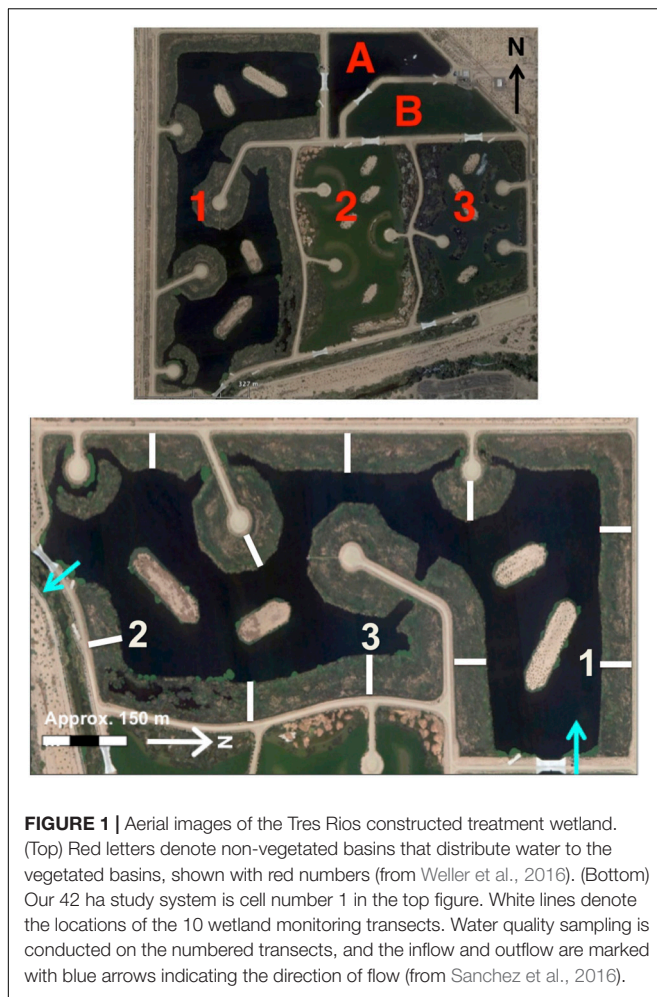 A
N
B
1
2
3
327 m
2
3
1
Approx. 150 m
N
FIGURE 1 | Aerial images of the Tres Rios constructed treatment wetland.
(Top) Red letters denote non-vegetated basins that distribute water to the
vegetated basins, shown with red numbers (from Weller et al., 2016). (Bottom)
Our 42 ha study system is cell number 1 in the top figure. White lines denote
the locations of the 10 wetland monitoring transects. Water quality sampling is
conducted on the numbered transects, and the inflow and outflow are marked
with blue arrows indicating the direction of flow (from Sanchez et al., 2016).